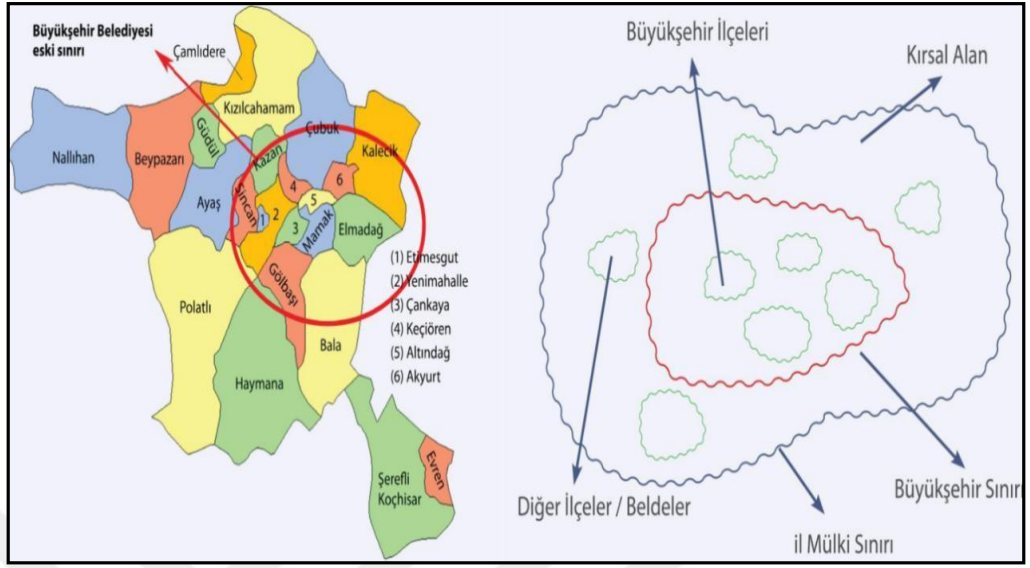 Büyükşehir Belediyesi
eski sınırı
Çamlıdere
Kızılcahamam
Çubuk
Kalecik
Güdül
Kazan
Nallıhan
Beypazarı
Ayaş
Sincan
1
2
3
4
5
6
Mamak
Elmadağ
Gölbaşı
Polatlı
Haymana
Bala
Şerefli
Koçhisar
Evren
(1) Etimesgut
(2) Yenimahalle
(3) Çankaya
(4) Keçiören
(5) Altındağ
(6) Akyurt
Büyükşehir İlçeleri
Kırsal Alan
Diğer İlçeler / Beldeler
Büyükşehir Sınırı
il Mülki Sınırı